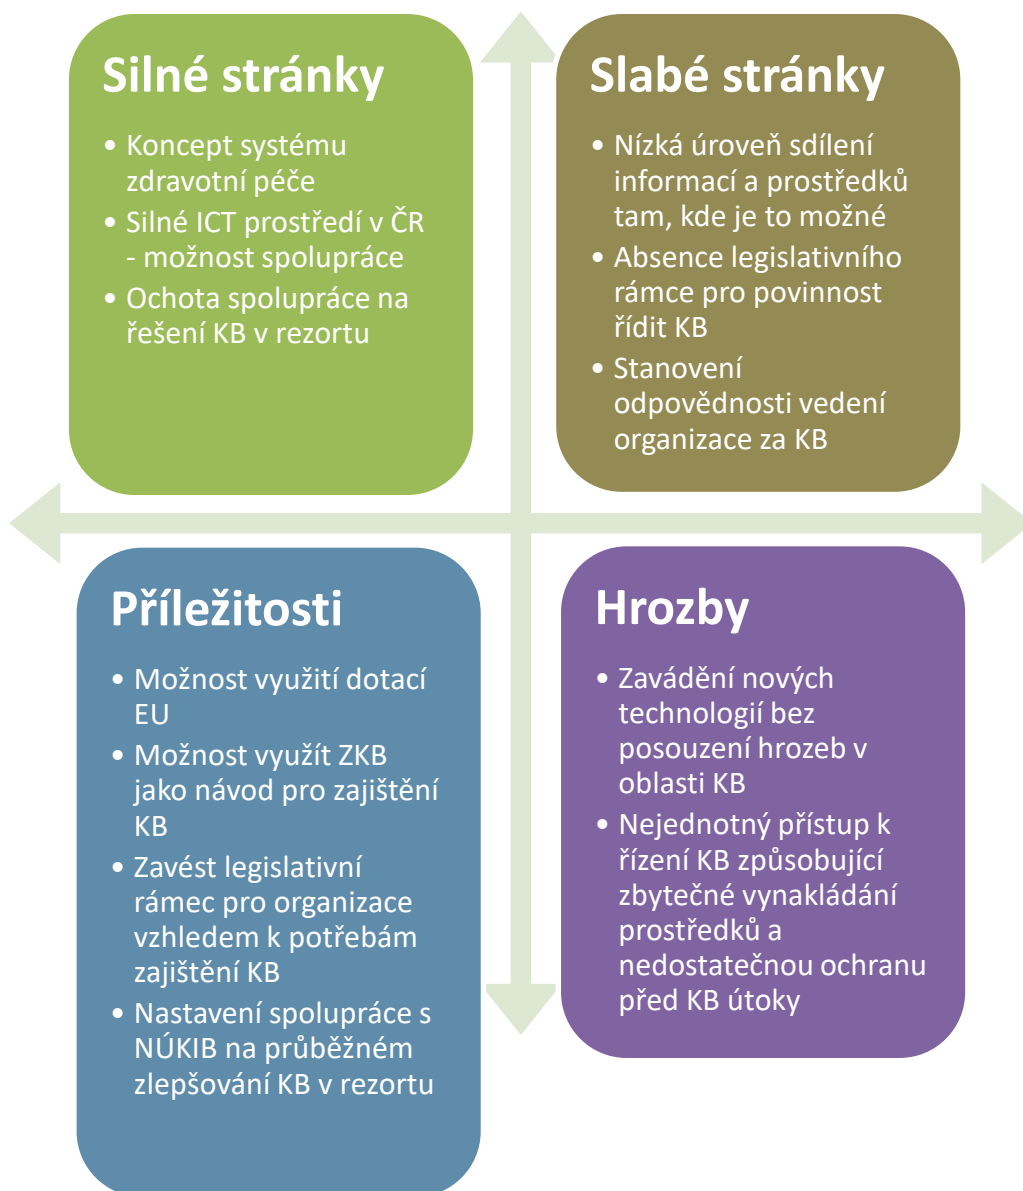 Silné stránky
• Koncept systému
zdravotní péče
• Silné ICT prostředí v ČR
- možnost spolupráce
• Ochota spolupráce na
řešení KB v rezortu
Slabé stránky
• Nízká úroveň sdílení
informací a prostředků
tam, kde je to možné
• Absence legislativního
rámce pro povinnost
řídit KB
• Stanovení
odpovědnosti vedení
organizace za KB
Příležitosti
• Možnost využití dotací
EU
• Možnost využít ZKB
jako návod pro zajištění
KB
• Zavést legislativní
rámec pro organizace
vzhledem k potřebám
zajištění KB
• Nastavení spolupráce s
NÚKIB na průběžném
zlepšování KB v rezortu
Hrozby
• Zavádění nových
technologií bez
posouzení hrozeb v
oblasti KB
• Nejednotný přístup k
řízení KB způsobující
zbytečné vynakládání
prostředků a
nedostatečnou ochranu
před KB útoky